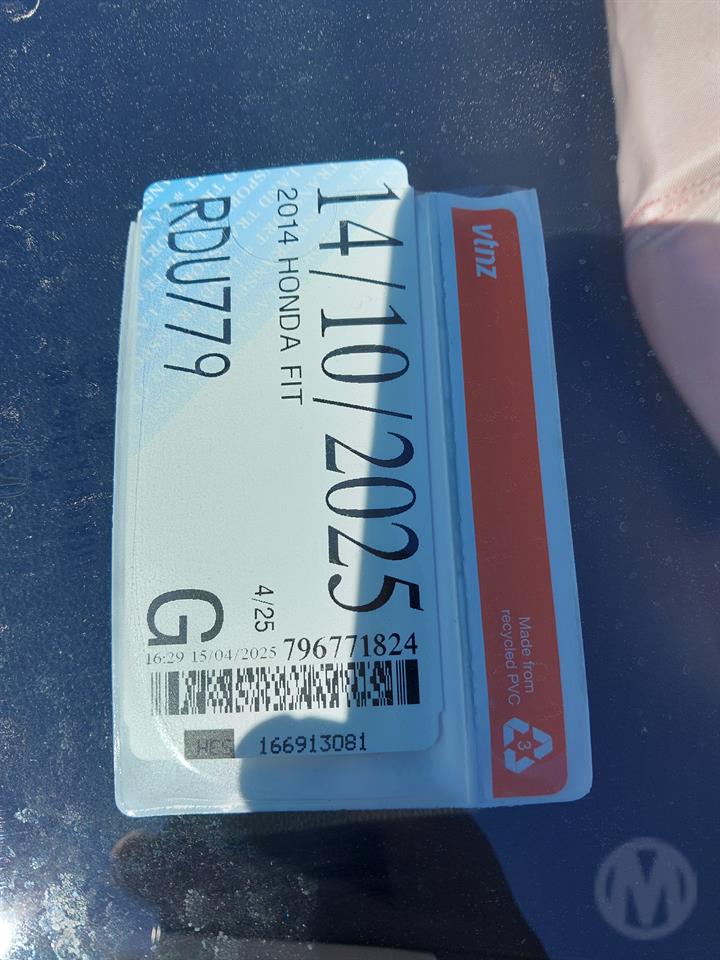 vtnz
Made from
recycled PVC
3
14/10/2025
2014 HONDA FIT
RDU779
4/25
G
796771824
16:29 15/04/2025
HES
166913081
M